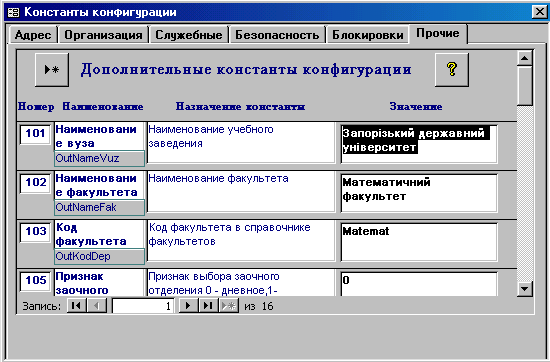 Константы конфигурации
Адрес Организация Служебные Безопасность Блокировки Прочие
Дополнительные константы конфигурации
Номер Наименование Назначение константы Значение
101 Наименовани Наименование учебного Запорізький державний
е вуза заведения університет
OutNameVuz
102 Наименовани Наименование факультета Математичний
е факультета факультет
OutNameFak
103 Код Код факультета в справочнике Matemat
факультета факультетов
OutKodDep
105 Признак Признак выбора заочного 0
заочного отделения 0 - дневное,1-
Запись: 1 из 16